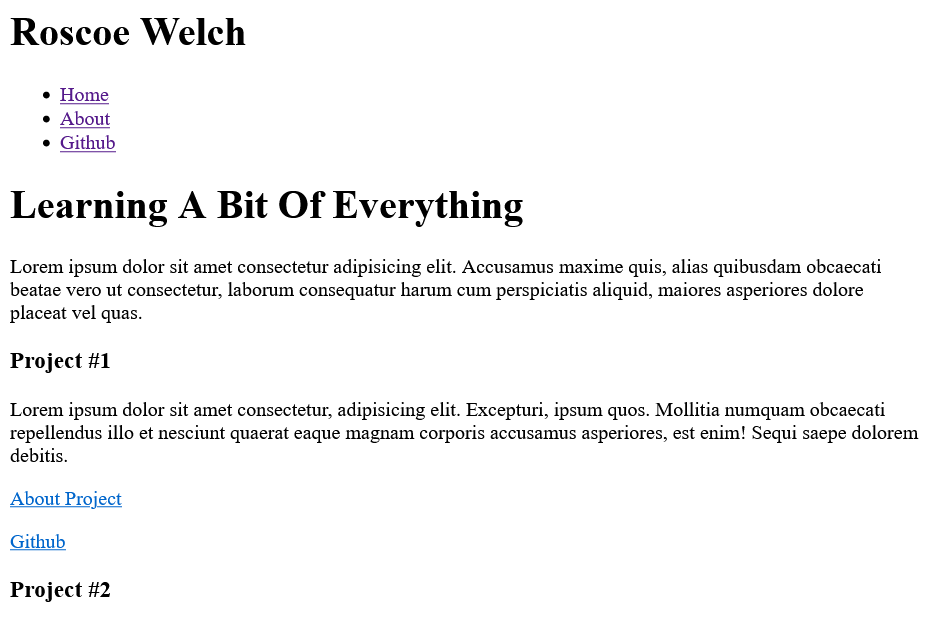 Roscoe Welch
Home
About
Github
Learning A Bit Of Everything
Lorem ipsum dolor sit amet consectetur adipisicing elit. Accusamus maxime quis, alias quibusdam obcaecati
beatae vero ut consectetur, laborum consequatur harum cum perspiciatis aliquid, maiores asperiores dolore
placeat vel quas.
Project #1
Lorem ipsum dolor sit amet consectetur, adipisicing elit. Excepturi, ipsum quos. Mollitia numquam obcaecati
repellendus illo et nesciunt quaerat eaque magnam corporis accusamus asperiores, est enim! Sequi saepe dolorem
debitis.
About Project
Github
Project #2